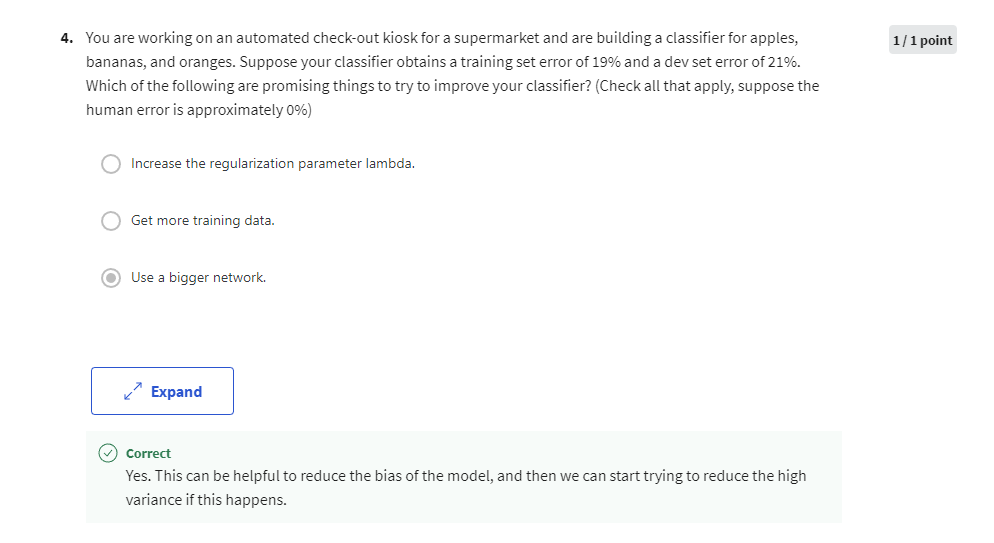 4. You are working on an automated check-out kiosk for a supermarket and are building a classifier for apples,
1 / 1 point
bananas, and oranges. Suppose your classifier obtains a training set error of 19% and a dev set error of 21%.
Which of the following are promising things to try to improve your classifier? (Check all that apply, suppose the
human error is approximately 0%)
Increase the regularization parameter lambda.
Get more training data.
Use a bigger network.
Expand
Correct
Yes. This can be helpful to reduce the bias of the model, and then we can start trying to reduce the high
variance if this happens.